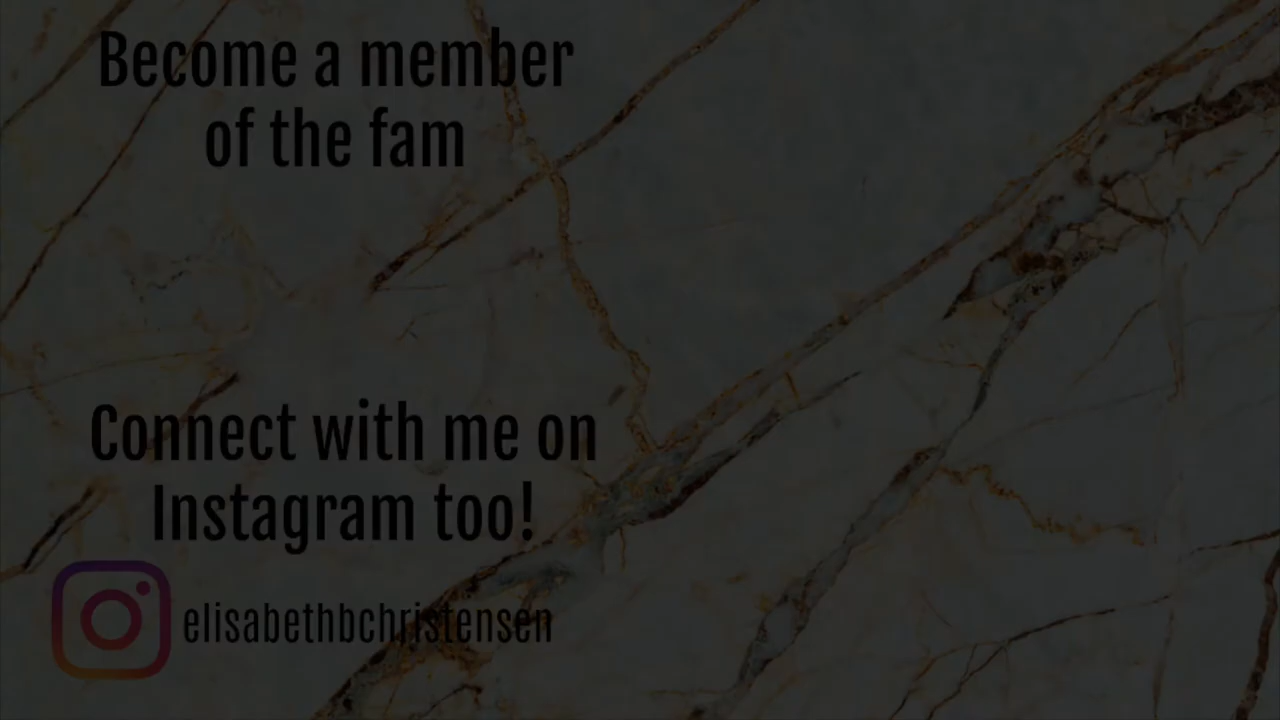 Become a member
of the fam
Connect with me on
Instagram too!
elisabethbchristensen